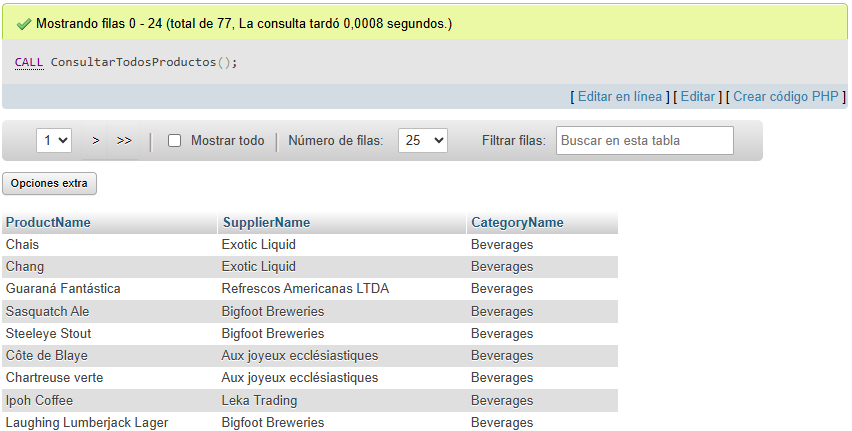 Mostrando filas 0 - 24 (total de 77, La consulta tardó 0,0008 segundos.)
CALL ConsultarTodosProductos();
[ Editar en línea ] [ Editar ] [ Crear código PHP ]
1 > >> | Mostrar todo | Número de filas: 25 Filtrar filas: Buscar en esta tabla
Opciones extra
ProductName SupplierName CategoryName
Chais Exotic Liquid Beverages
Chang Exotic Liquid Beverages
Guaraná Fantástica Refrescos Americanas LTDA Beverages
Sasquatch Ale Bigfoot Breweries Beverages
Steeleye Stout Bigfoot Breweries Beverages
Côte de Blaye Aux joyeux ecclésiastiques Beverages
Chartreuse verte Aux joyeux ecclésiastiques Beverages
Ipoh Coffee Leka Trading Beverages
Laughing Lumberjack Lager Bigfoot Breweries Beverages